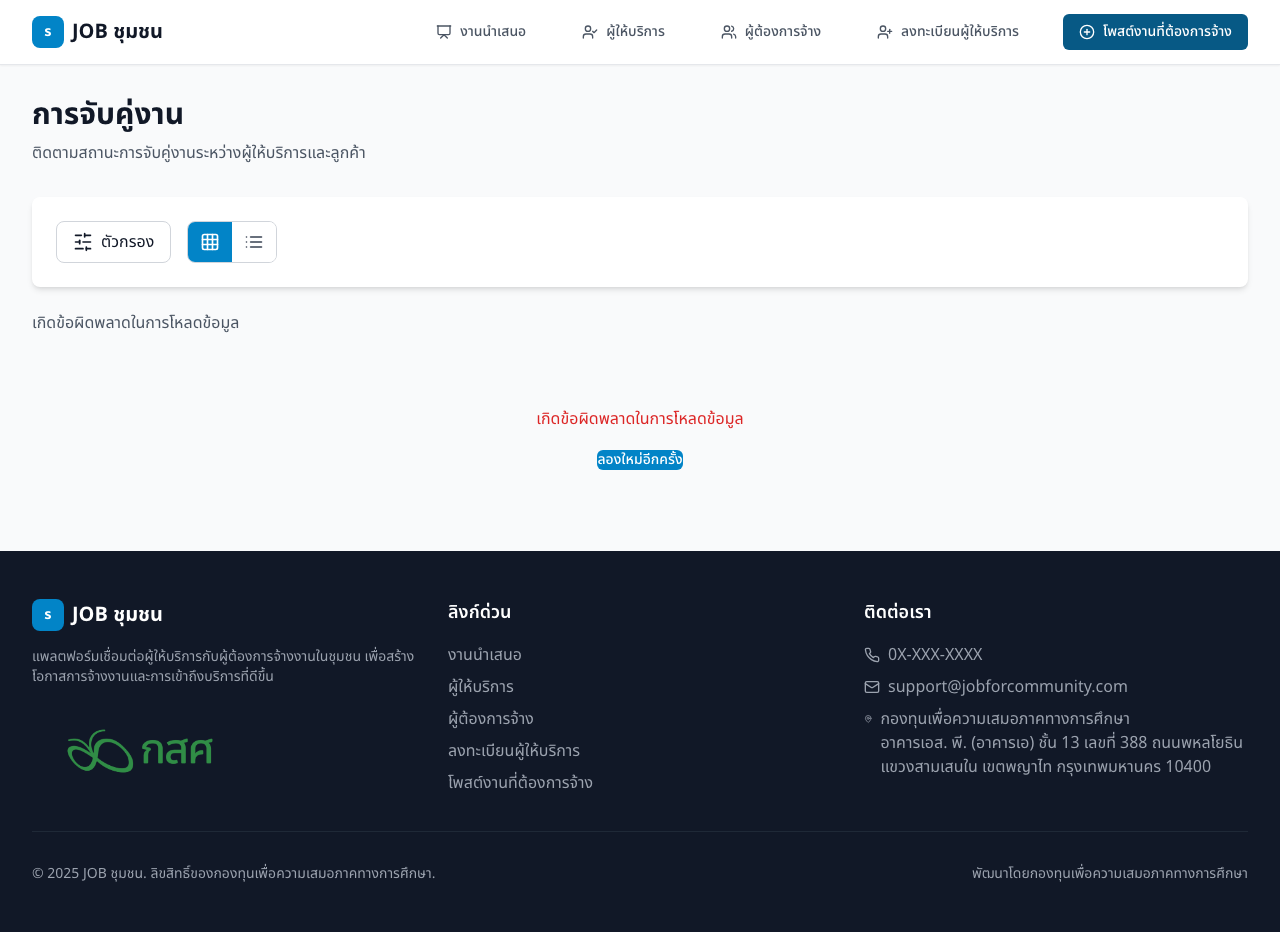 s JOB ชุมชน
งานนำเสนอ
ผู้ให้บริการ
ผู้ต้องการจ้าง
ลงทะเบียนผู้ให้บริการ
โพสต์งานที่ต้องการจ้าง
การจับคู่งาน
ติดตามสถานะการจับคู่งานระหว่างผู้ให้บริการและลูกค้า
ตัวกรอง
เกิดข้อผิดพลาดในการโหลดข้อมูล
เกิดข้อผิดพลาดในการโหลดข้อมูล
ลองใหม่อีกครั้ง
s JOB ชุมชน
แพลตฟอร์มเชื่อมต่อผู้ให้บริการกับผู้ต้องการจ้างงานในชุมชน เพื่อสร้าง
โอกาสการจ้างงานและการเข้าถึงบริการที่ดีขึ้น
กสศ
ลิงก์ด่วน
งานนำเสนอ
ผู้ให้บริการ
ผู้ต้องการจ้าง
ลงทะเบียนผู้ให้บริการ
โพสต์งานที่ต้องการจ้าง
ติดต่อเรา
0X-XXX-XXXX
support@jobforcommunity.com
กองทุนเพื่อความเสมอภาคทางการศึกษา
อาคารเอส. พี. (อาคารเอ) ชั้น 13 เลขที่ 388 ถนนพหลโยธิน
แขวงสามเสนใน เขตพญาไท กรุงเทพมหานคร 10400
© 2025 JOB ชุมชน. ลิขสิทธิ์ของกองทุนเพื่อความเสมอภาคทางการศึกษา.
พัฒนาโดยกองทุนเพื่อความเสมอภาคทางการศึกษา